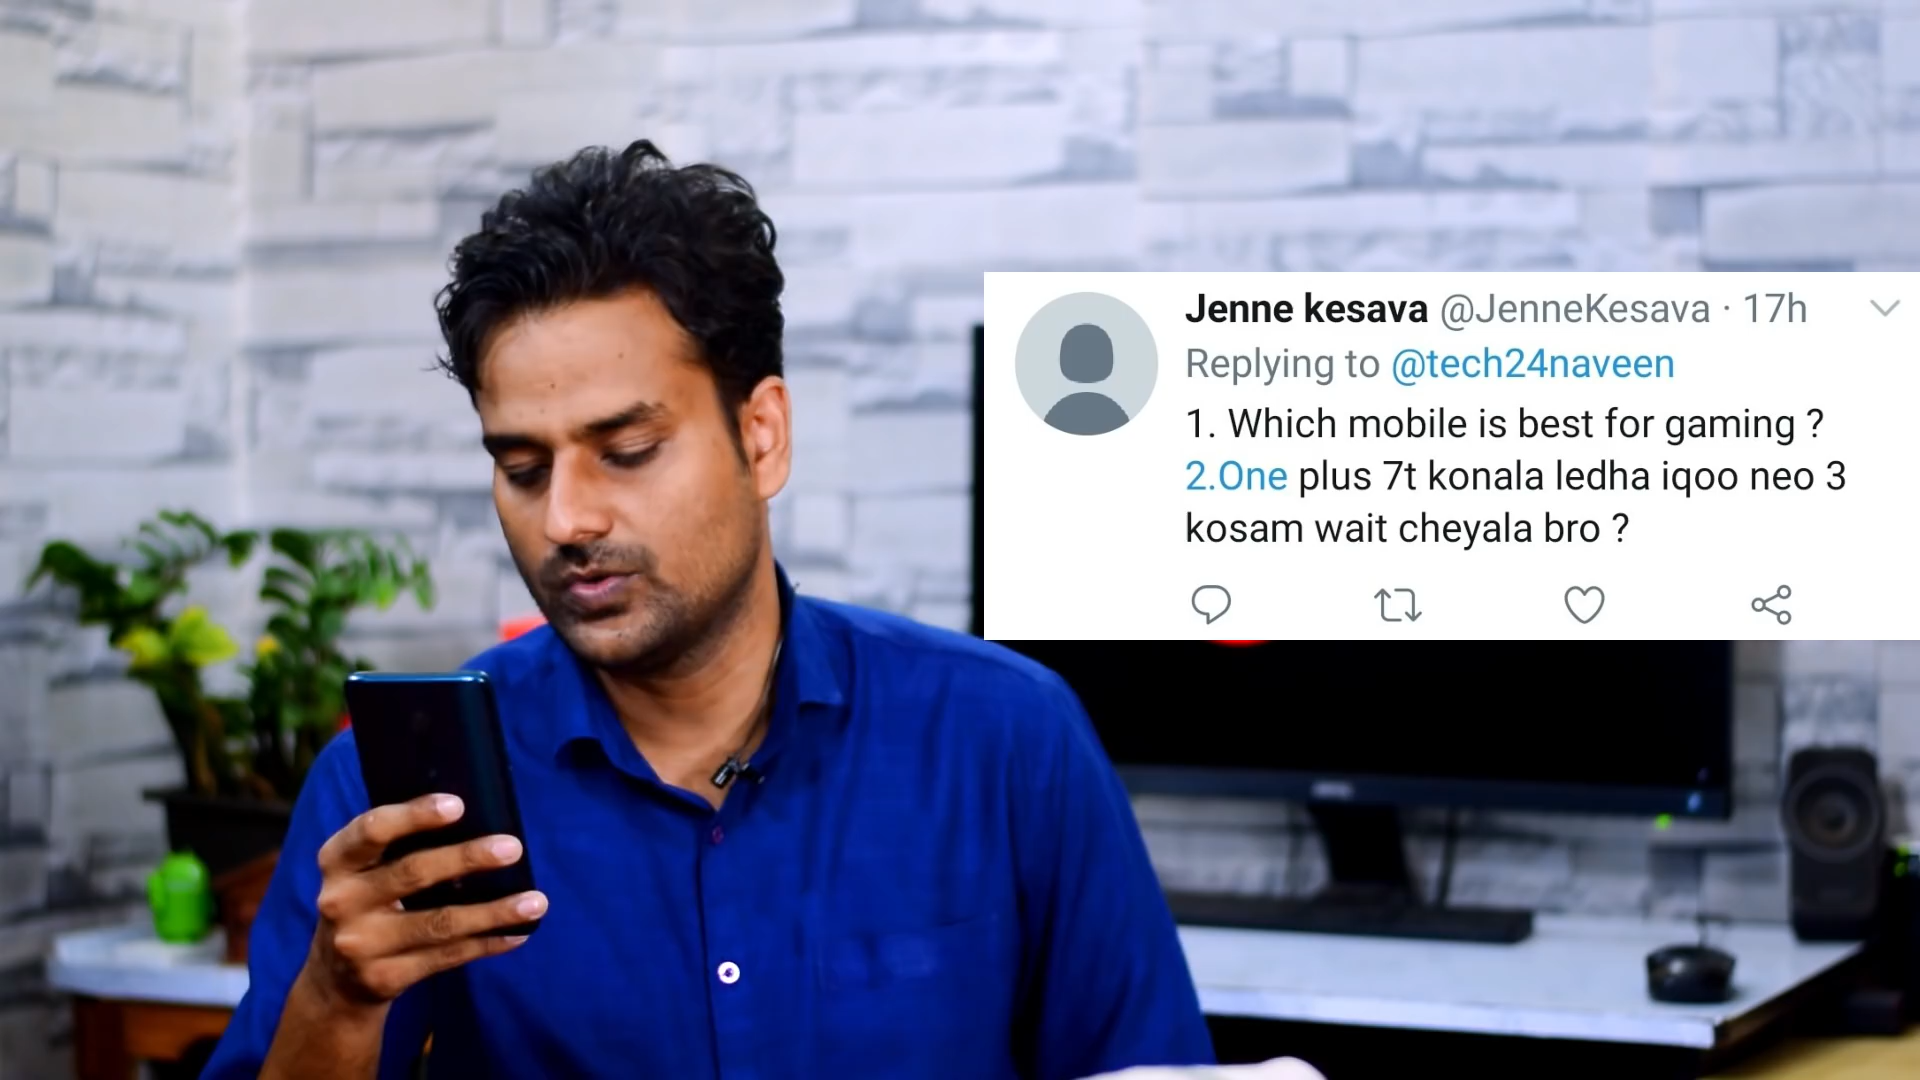 Jenne kesava @JenneKesava · 17h
Replying to @tech24naveen
1. Which mobile is best for gaming ?
2.One plus 7t konala ledha iqoo neo 3
kosam wait cheyala bro ?